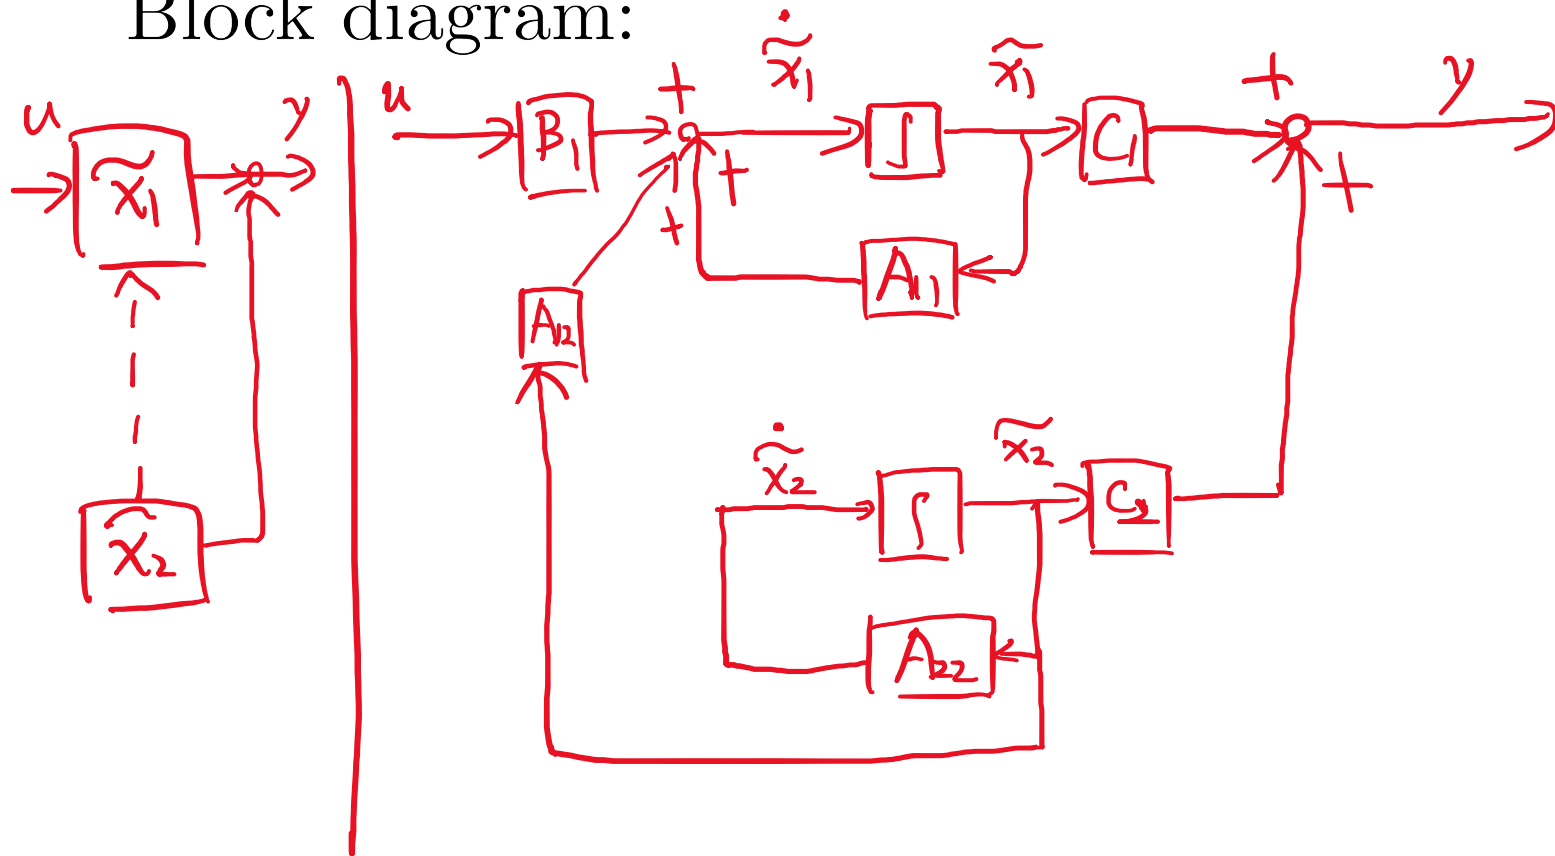 Block diagram:
u
y
x̃₁
x̃₂
u
B₁
+
+
+
x̃̇₁
∫
x̃₁
C₁
+
+
y
A₁₁
A₁₂
x̃̇₂
∫
x̃₂
C₂
A₂₂